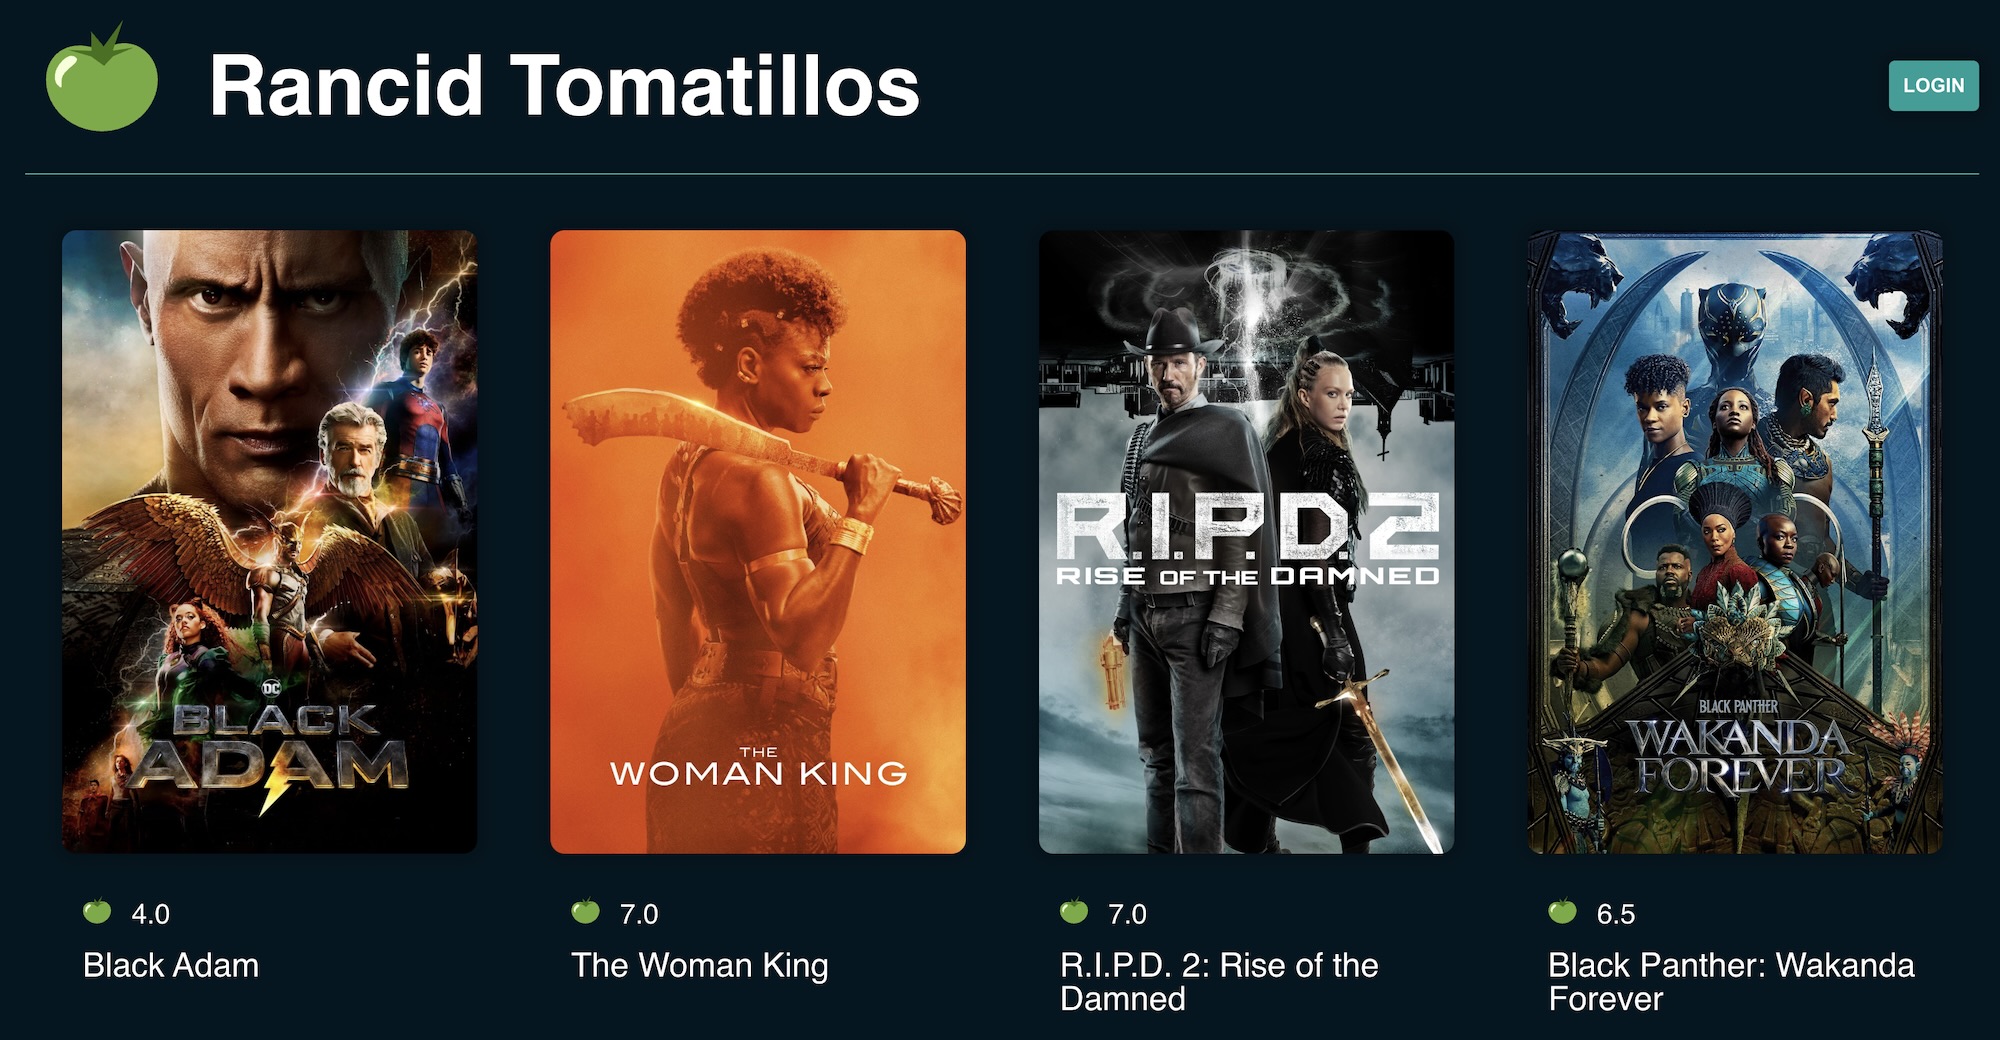 Rancid Tomatillos
LOGIN
DC
BLACK
ADAM
THE
WOMAN KING
R.I.P.D.2
RISE OF THE DAMNED
BLACK PANTHER
WAKANDA
FOREVER
4.0
Black Adam
7.0
The Woman King
7.0
R.I.P.D. 2: Rise of the
Damned
6.5
Black Panther: Wakanda
Forever